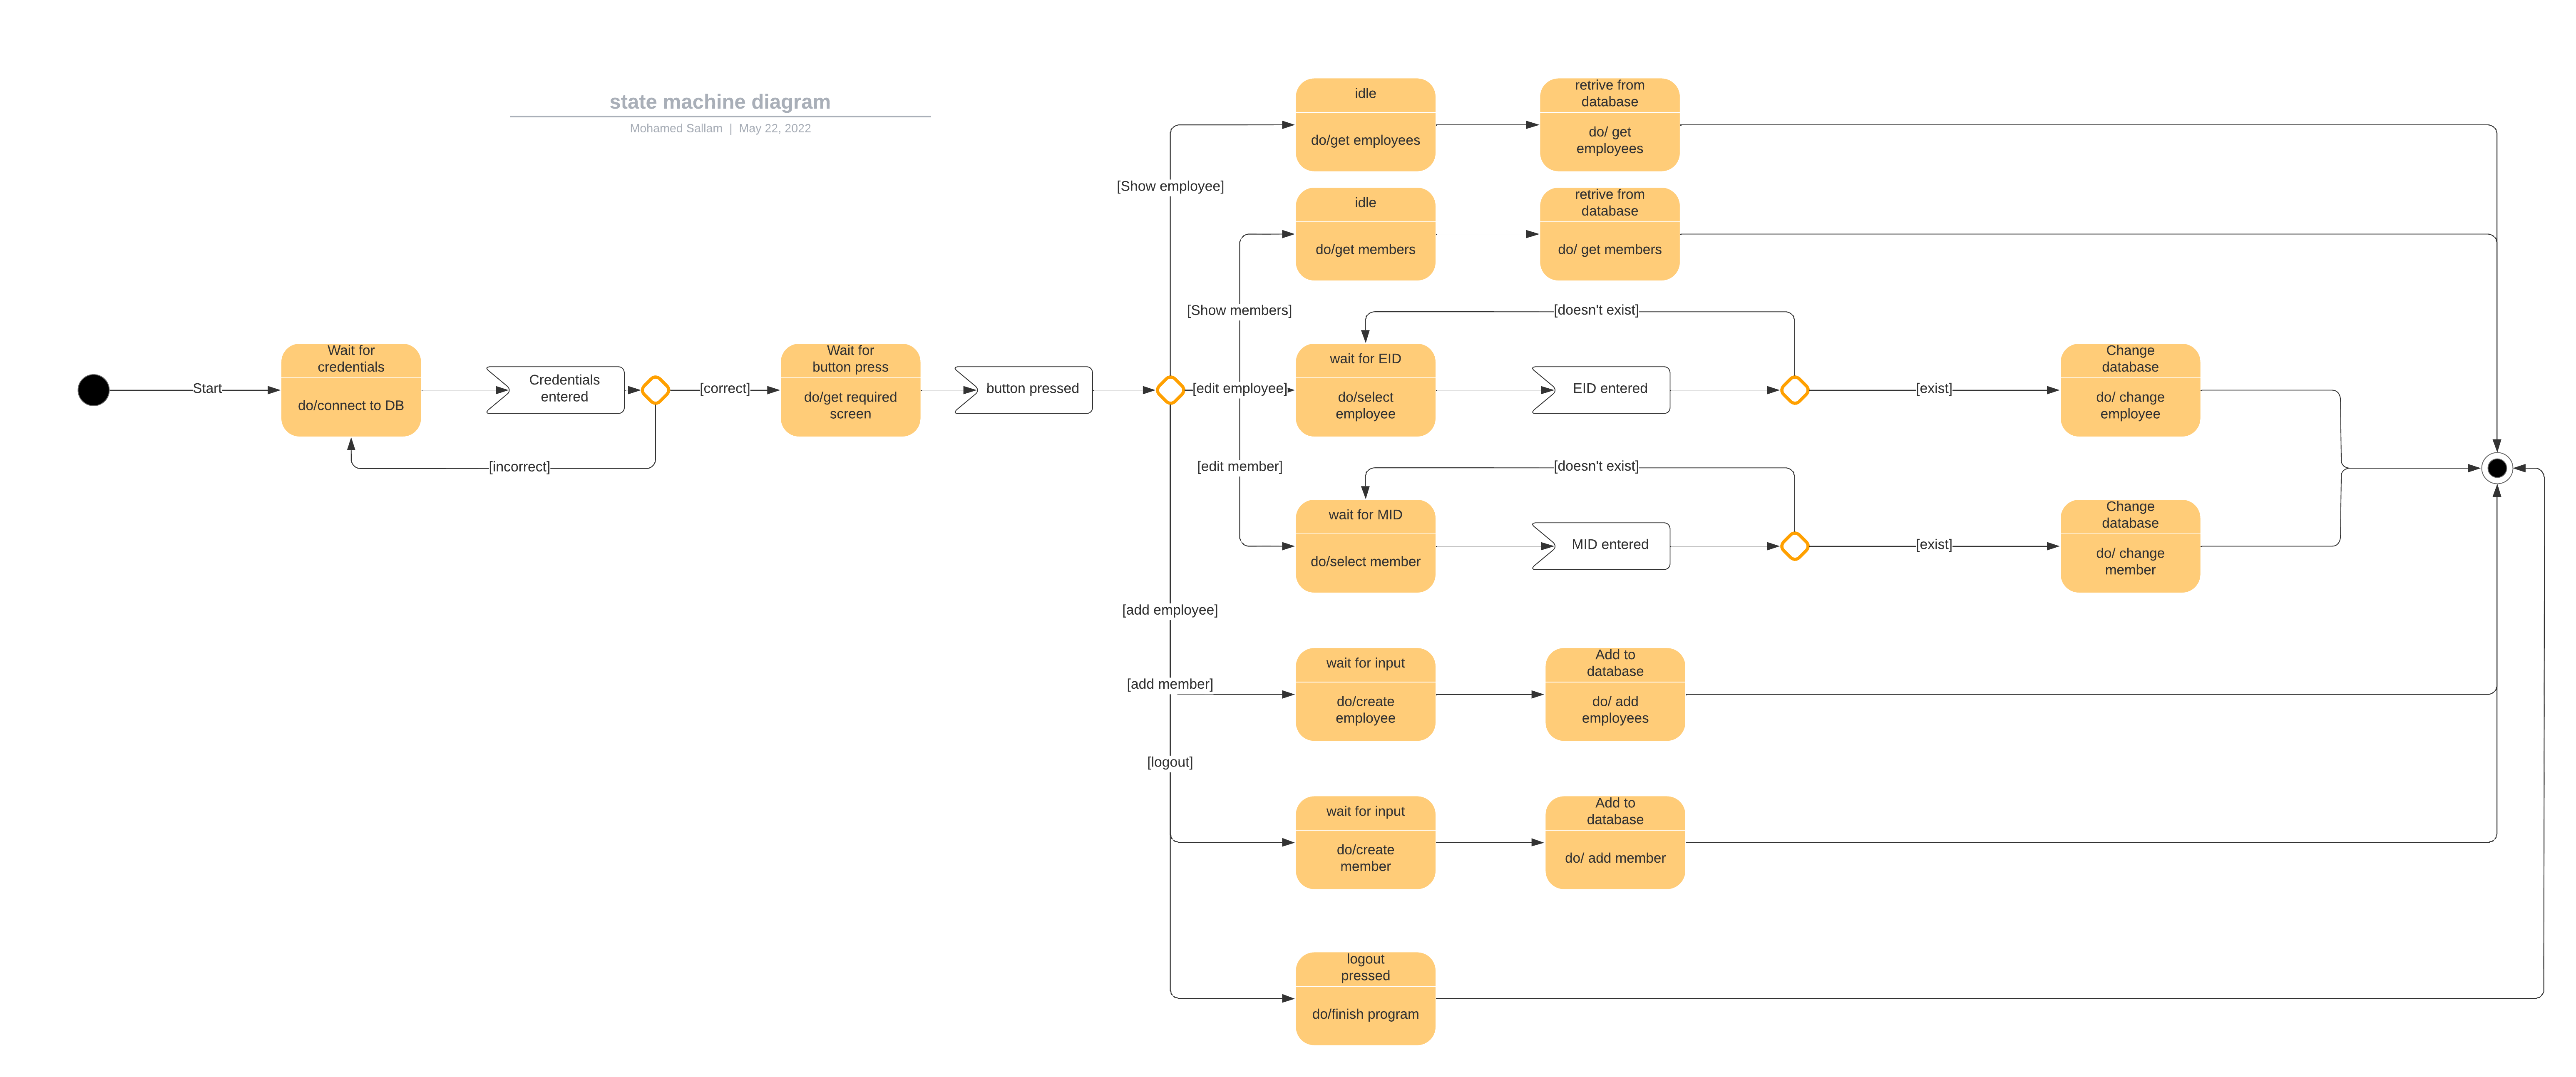 state machine diagram
Mohamed Sallam | May 22, 2022
Start
Wait for
credentials
do/connect to DB
Credentials
entered
[correct]
[incorrect]
Wait for
button press
do/get required
screen
button pressed
[Show employee]
[Show members]
[edit employee]
[edit member]
[add employee]
[add member]
[logout]
idle
do/get employees
retrive from
database
do/ get
employees
idle
do/get members
retrive from
database
do/ get members
[doesn't exist]
wait for EID
do/select
employee
EID entered
[exist]
Change
database
do/ change
employee
[doesn't exist]
wait for MID
do/select member
MID entered
[exist]
Change
database
do/ change
member
wait for input
do/create
employee
Add to
database
do/ add
employees
wait for input
do/create
member
Add to
database
do/ add member
logout
pressed
do/finish program